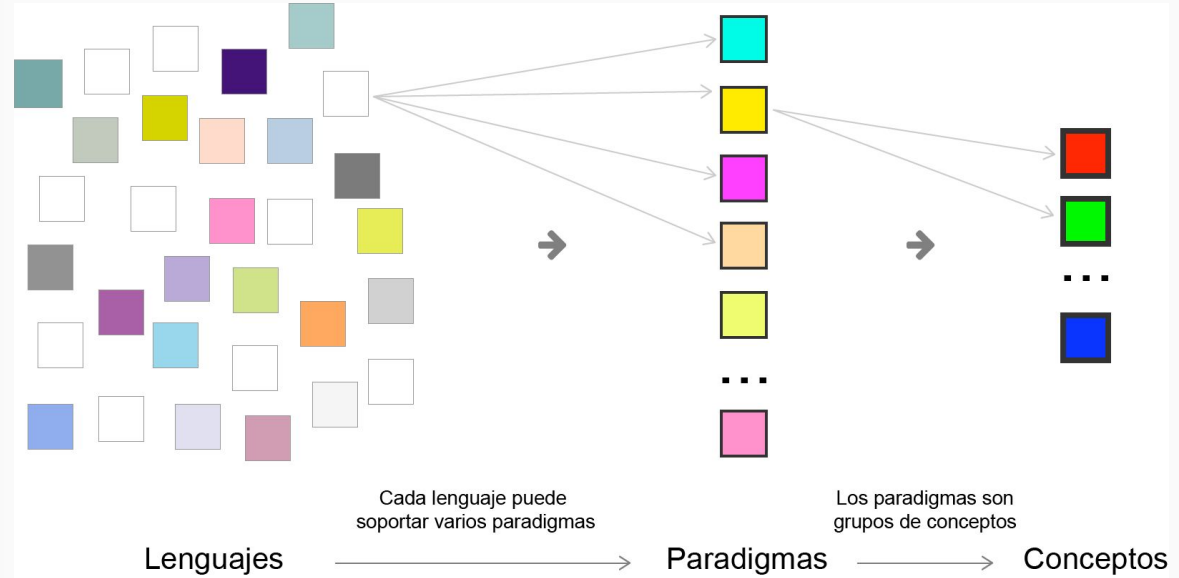 ...
...
Cada lenguaje puede
soportar varios paradigmas
Los paradigmas son
grupos de conceptos
Lenguajes
Paradigmas
Conceptos